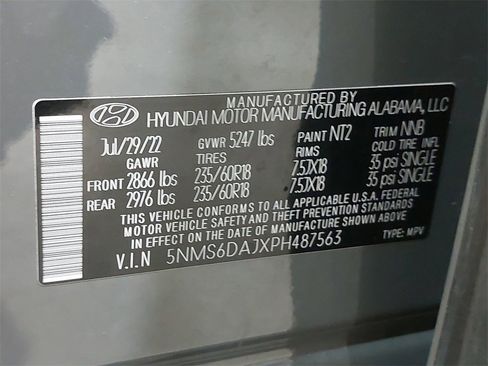 MANUFACTURED BY
HYUNDAI MOTOR MANUFACTURING ALABAMA, LLC
Jul/29/22 GVWR 5247 lbs PAINT NT2 TRIM NNB
GAWR TIRES RIMS COLD TIRE INFL
FRONT 2866 lbs 235/60R18 7.5JX18 35 psi SINGLE
REAR 2976 lbs 235/60R18 7.5JX18 35 psi SINGLE
THIS VEHICLE CONFORMS TO ALL APPLICABLE U.S.A. FEDERAL
MOTOR VEHICLE SAFETY AND THEFT PREVENTION STANDARDS
IN EFFECT ON THE DATE OF MANUFACTURE SHOWN ABOVE.
V.I.N 5NMS6DAJXPH487563 TYPE: MPV